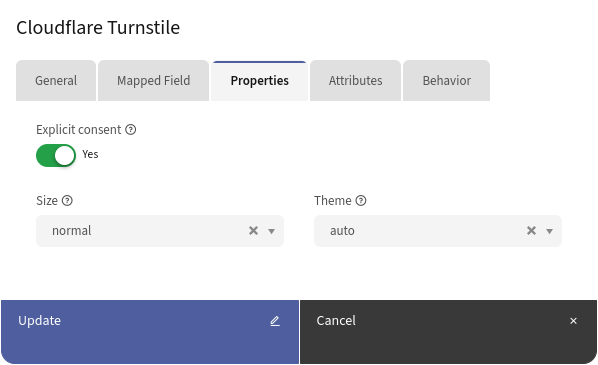 Cloudflare Turnstile
General Mapped Field Properties Attributes Behavior
Explicit consent
Yes
Size Theme
normal auto
Update Cancel